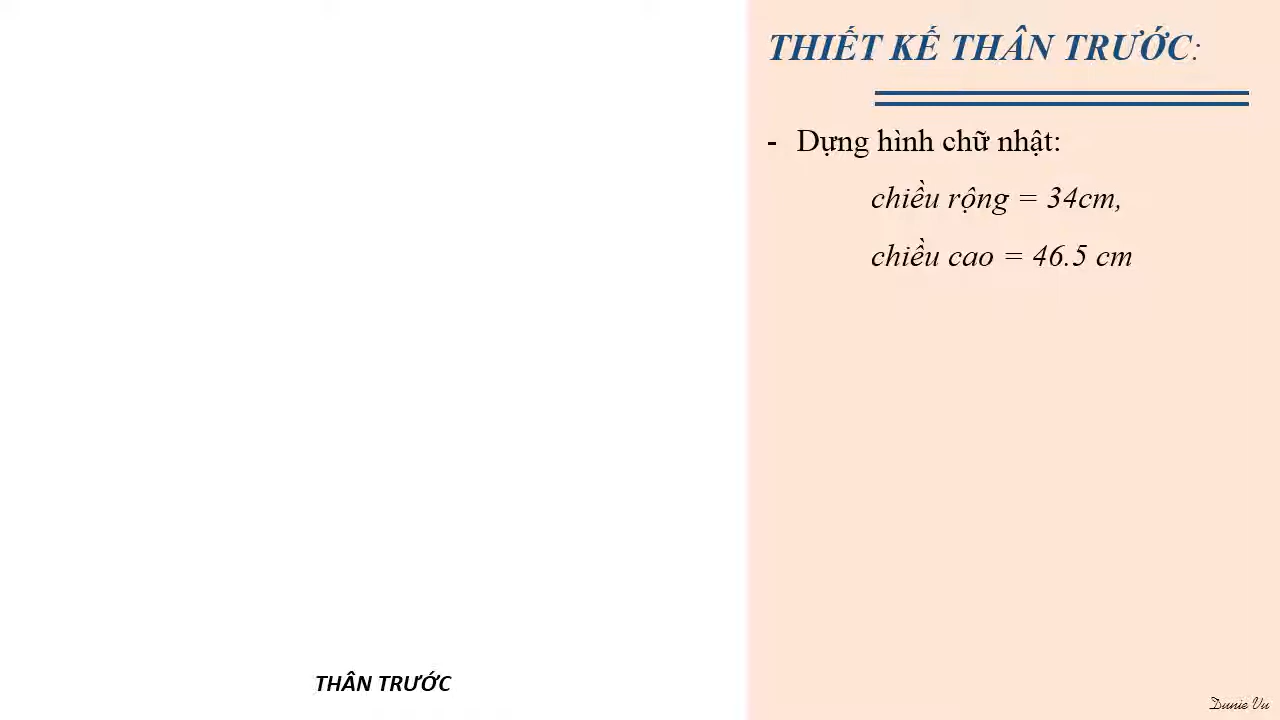 THIẾT KẾ THÂN TRƯỚC:
- Dựng hình chữ nhật:
chiều rộng = 34cm,
chiều cao = 46.5 cm
THÂN TRƯỚC
Dunie Vu